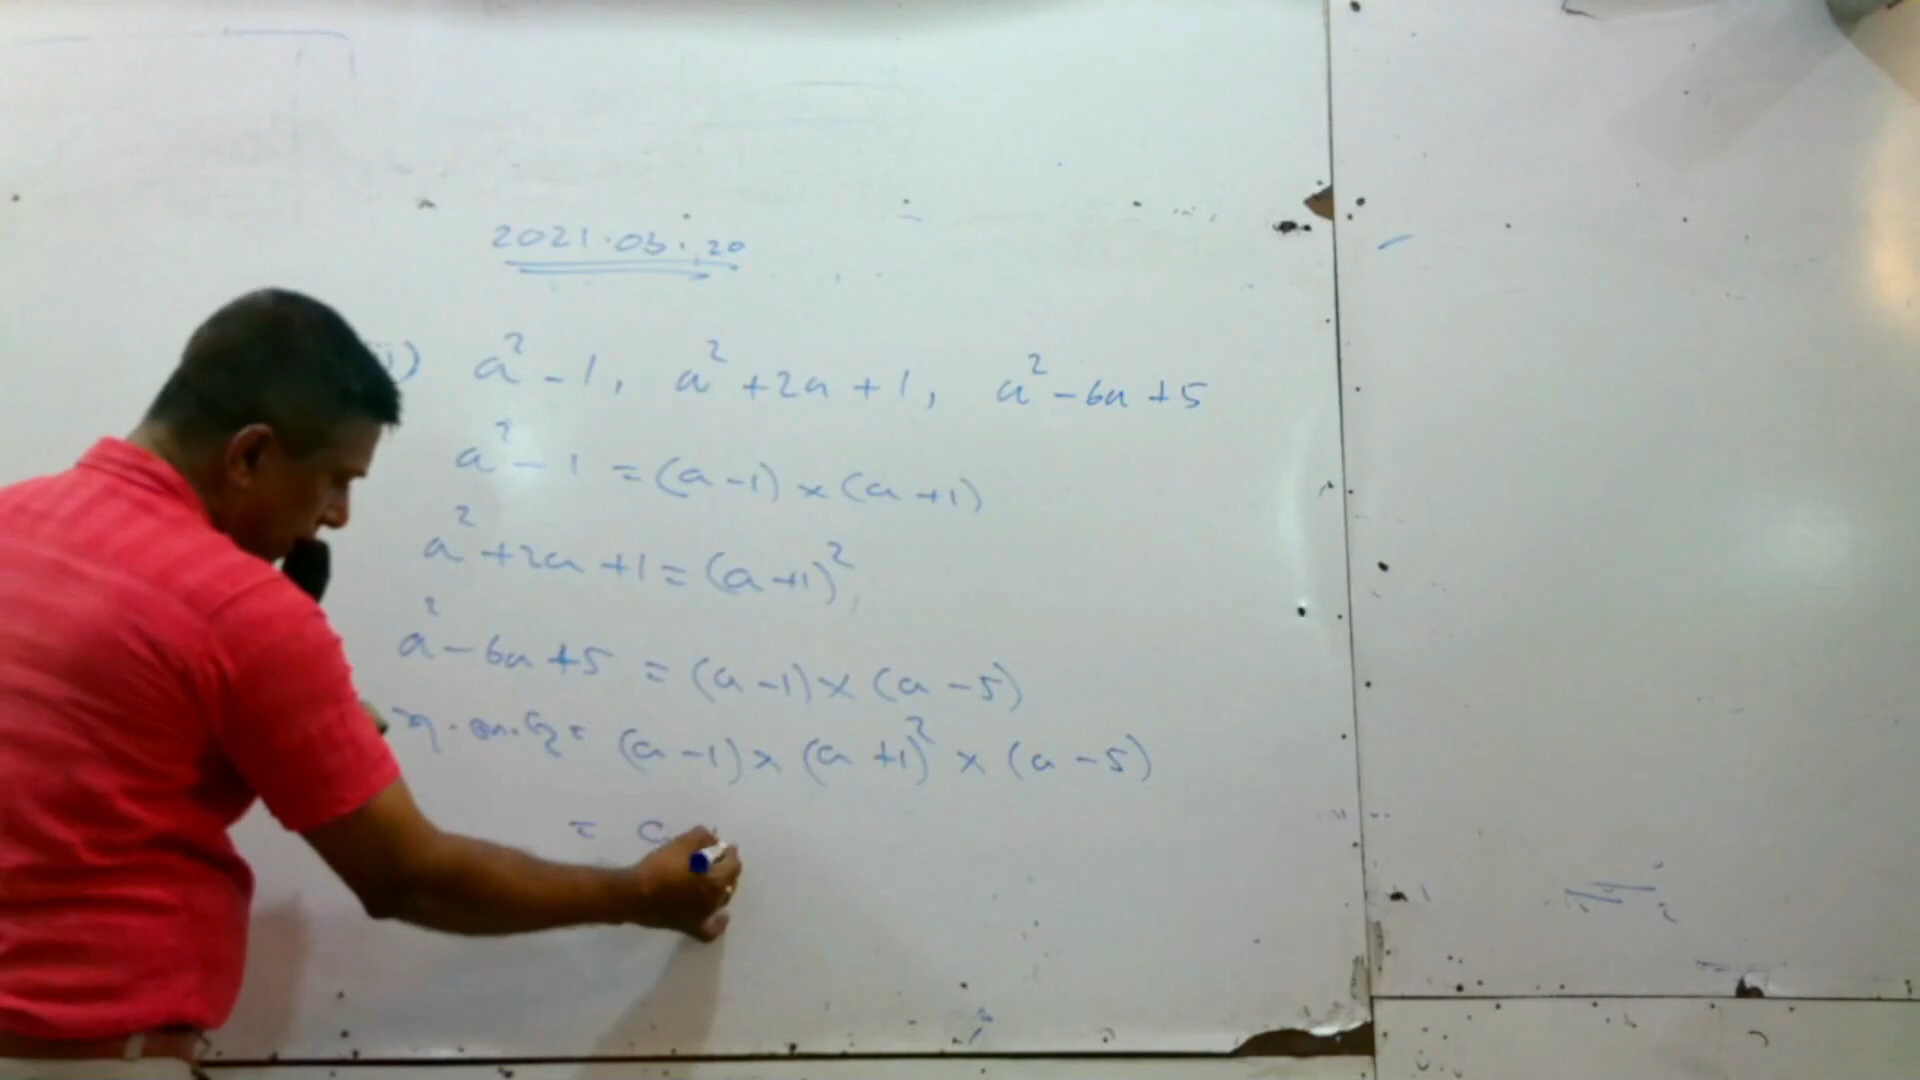 2021.03.20
a² - 1, a² + 2a + 1, a² - 6a + 5
a² - 1 = (a - 1) × (a + 1)
a² + 2a + 1 = (a + 1)²
a² - 6a + 5 = (a - 1) × (a - 5)
= (a - 1) × (a + 1)² × (a - 5)
=